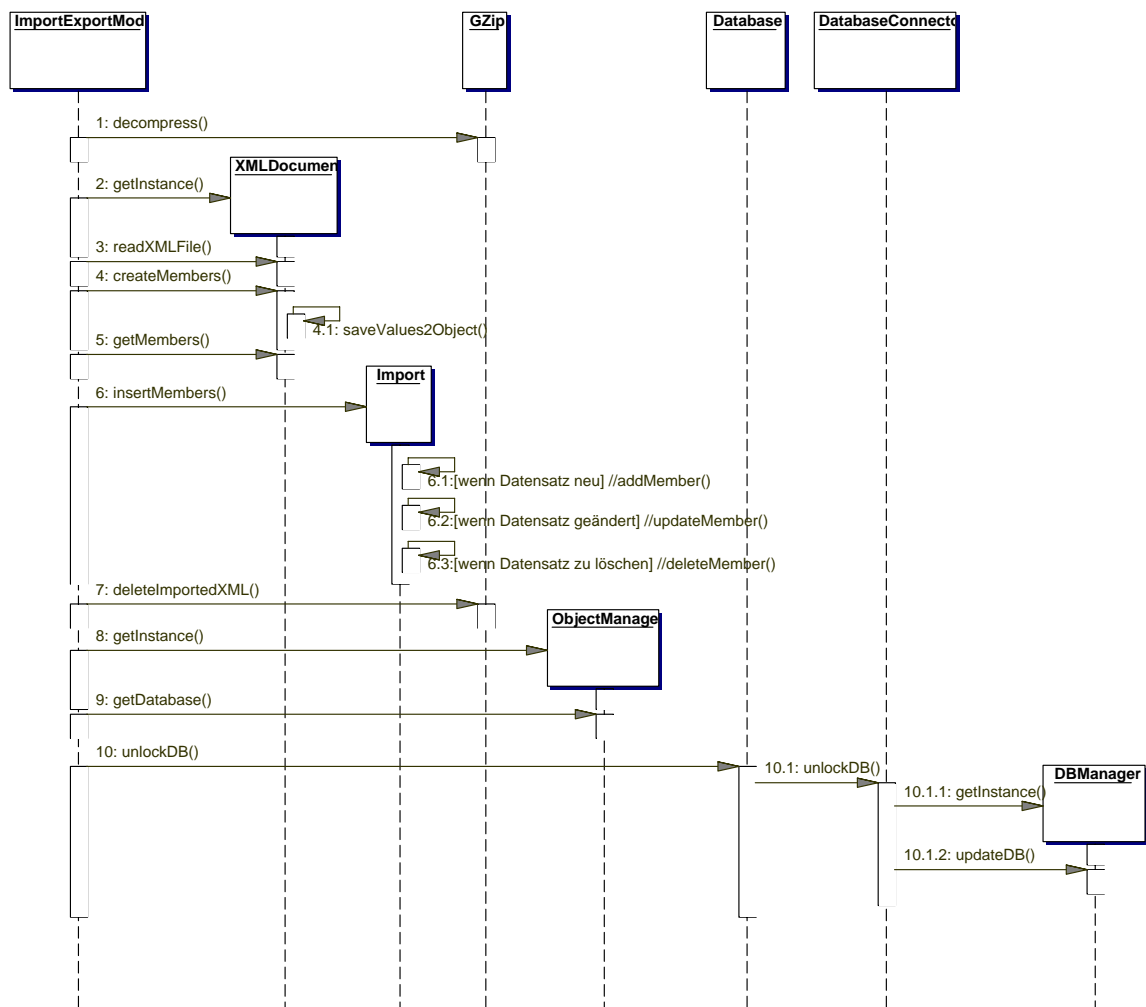 ImportExportMod
GZip
Database
DatabaseConnecto
1: decompress()
XMLDocumen
2: getInstance()
3: readXMLFile()
4: createMembers()
4.1: saveValues2Object()
5: getMembers()
Import
6: insertMembers()
6.1:[wenn Datensatz neu] //addMember()
6.2:[wenn Datensatz geändert] //updateMember()
6.3:[wenn Datensatz zu löschen] //deleteMember()
7: deleteImportedXML()
ObjectManage
8: getInstance()
9: getDatabase()
10: unlockDB()
10.1: unlockDB()
DBManager
10.1.1: getInstance()
10.1.2: updateDB()